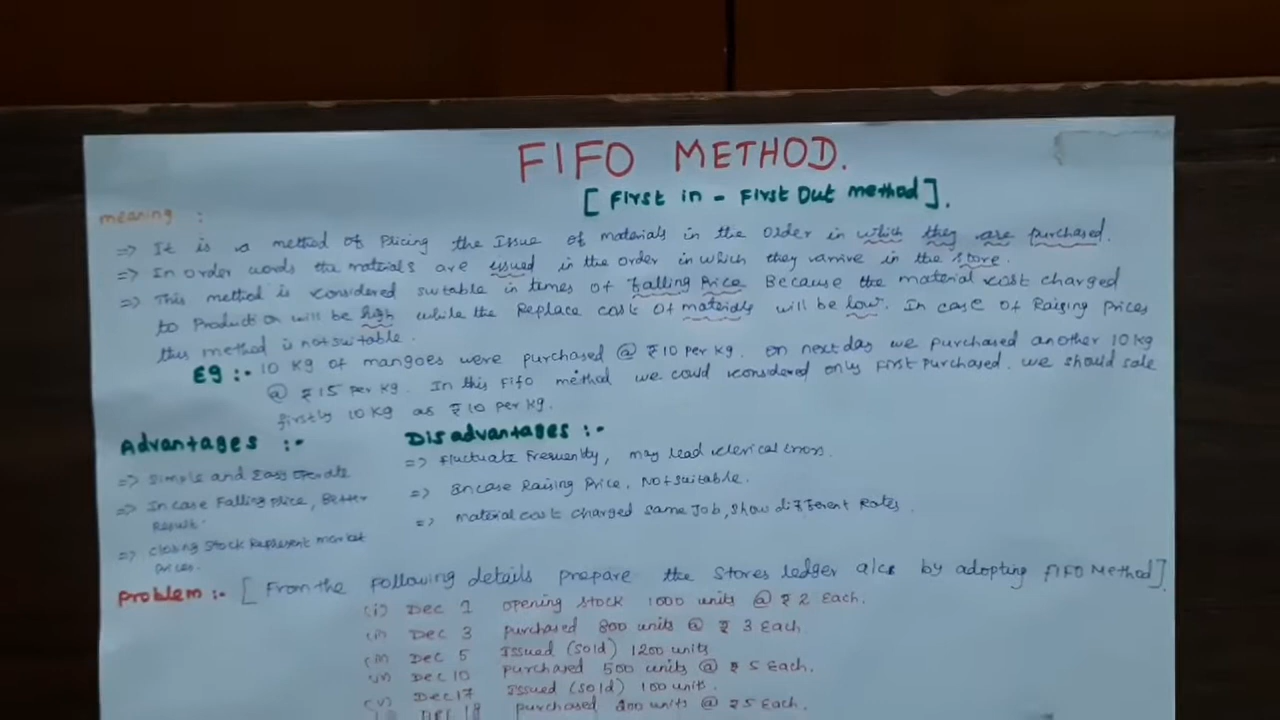 FIFO METHOD.
[First in - First Out method].
meaning :
=> It is a method of Pricing the Issue of materials in the order in which they are purchased.
=> In order words the matrials are issued in the order in which they varrive in the store.
=> This method is considered suitable in times of falling Price Because the material cost charged
to Production will be high while the Replace cost of materials will be low. In case of Raising Prices
this method is not suitable.
Eg :- 10 kg of mangoes were purchased @ ₹10 per kg. on next day we purchased another 10 kg
@ ₹15 per kg. In this Fifo method we could considered only First purchased. we should sale
firstly 10 kg as ₹10 per kg.
Advantages :-
=> Simple and Easy operate
=> In case Falling price, Better
Result.
=> closing Stock Represent market
Prices.
Disadvantages :-
=> Fluctuate Frequently, may lead clerical errors.
=> Incase Raising Price, Not suitable.
=> material cost charged same Job, show different Rates.
Problem :- [From the following details prepare the Stores ledger a/c by adopting FIFO Method].
(i) Dec 1 opening stock 1000 units @ ₹ 2 Each.
(ii) Dec 3 purchased 800 units @ ₹ 3 Each
Dec 5 Issued (sold) 1200 units
Dec 10 purchased 500 units @ ₹ 5 Each.
(v) Dec 17 Issued (sold) 100 units.
Dec 18 purchased 200 units @ ₹5 Each.